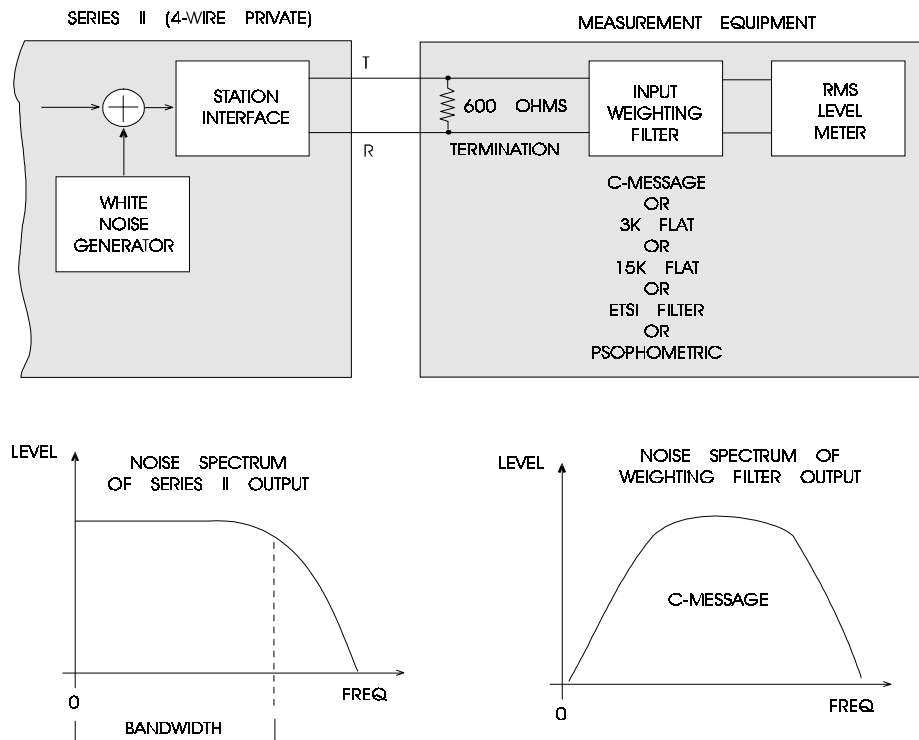 SERIES II (4-WIRE PRIVATE)
MEASUREMENT EQUIPMENT
STATION
INTERFACE
T
R
WHITE
NOISE
GENERATOR
600 OHMS
TERMINATION
INPUT
WEIGHTING
FILTER
RMS
LEVEL
METER
C-MESSAGE
OR
3K FLAT
OR
15K FLAT
OR
ETSI FILTER
OR
PSOPHOMETRIC
LEVEL
NOISE SPECTRUM
OF SERIES II OUTPUT
0
FREQ
BANDWIDTH
LEVEL
NOISE SPECTRUM OF
WEIGHTING FILTER OUTPUT
C-MESSAGE
0
FREQ